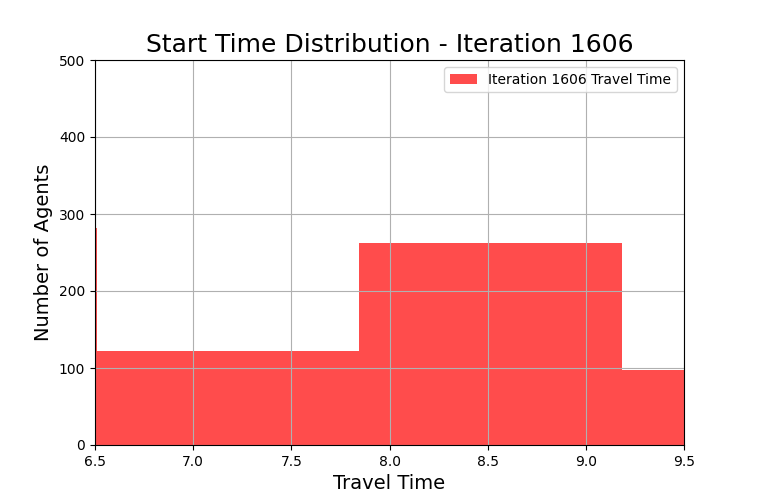 Start Time Distribution - Iteration 1606
Iteration 1606 Travel Time
Number of Agents
500
400
300
200
100
0
6.5 7.0 7.5 8.0 8.5 9.0 9.5
Travel Time